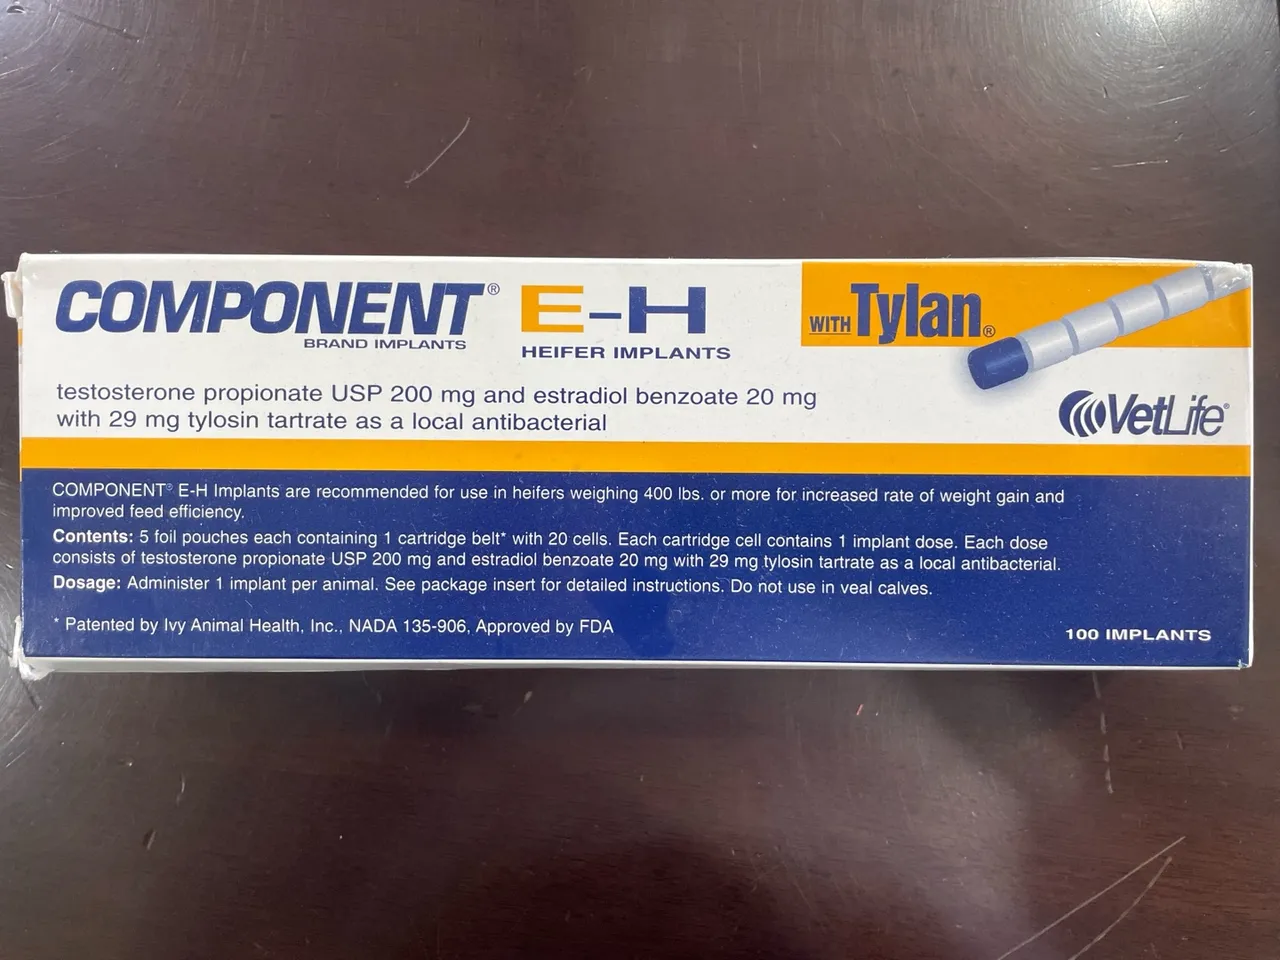 COMPONENT® E-H WITH Tylan®
BRAND IMPLANTS HEIFER IMPLANTS
testosterone propionate USP 200 mg and estradiol benzoate 20 mg
with 29 mg tylosin tartrate as a local antibacterial
VetLife®
COMPONENT® E-H Implants are recommended for use in heifers weighing 400 lbs. or more for increased rate of weight gain and
improved feed efficiency.
Contents: 5 foil pouches each containing 1 cartridge belt* with 20 cells. Each cartridge cell contains 1 implant dose. Each dose
consists of testosterone propionate USP 200 mg and estradiol benzoate 20 mg with 29 mg tylosin tartrate as a local antibacterial.
Dosage: Administer 1 implant per animal. See package insert for detailed instructions. Do not use in veal calves.
* Patented by Ivy Animal Health, Inc., NADA 135-906, Approved by FDA
100 IMPLANTS